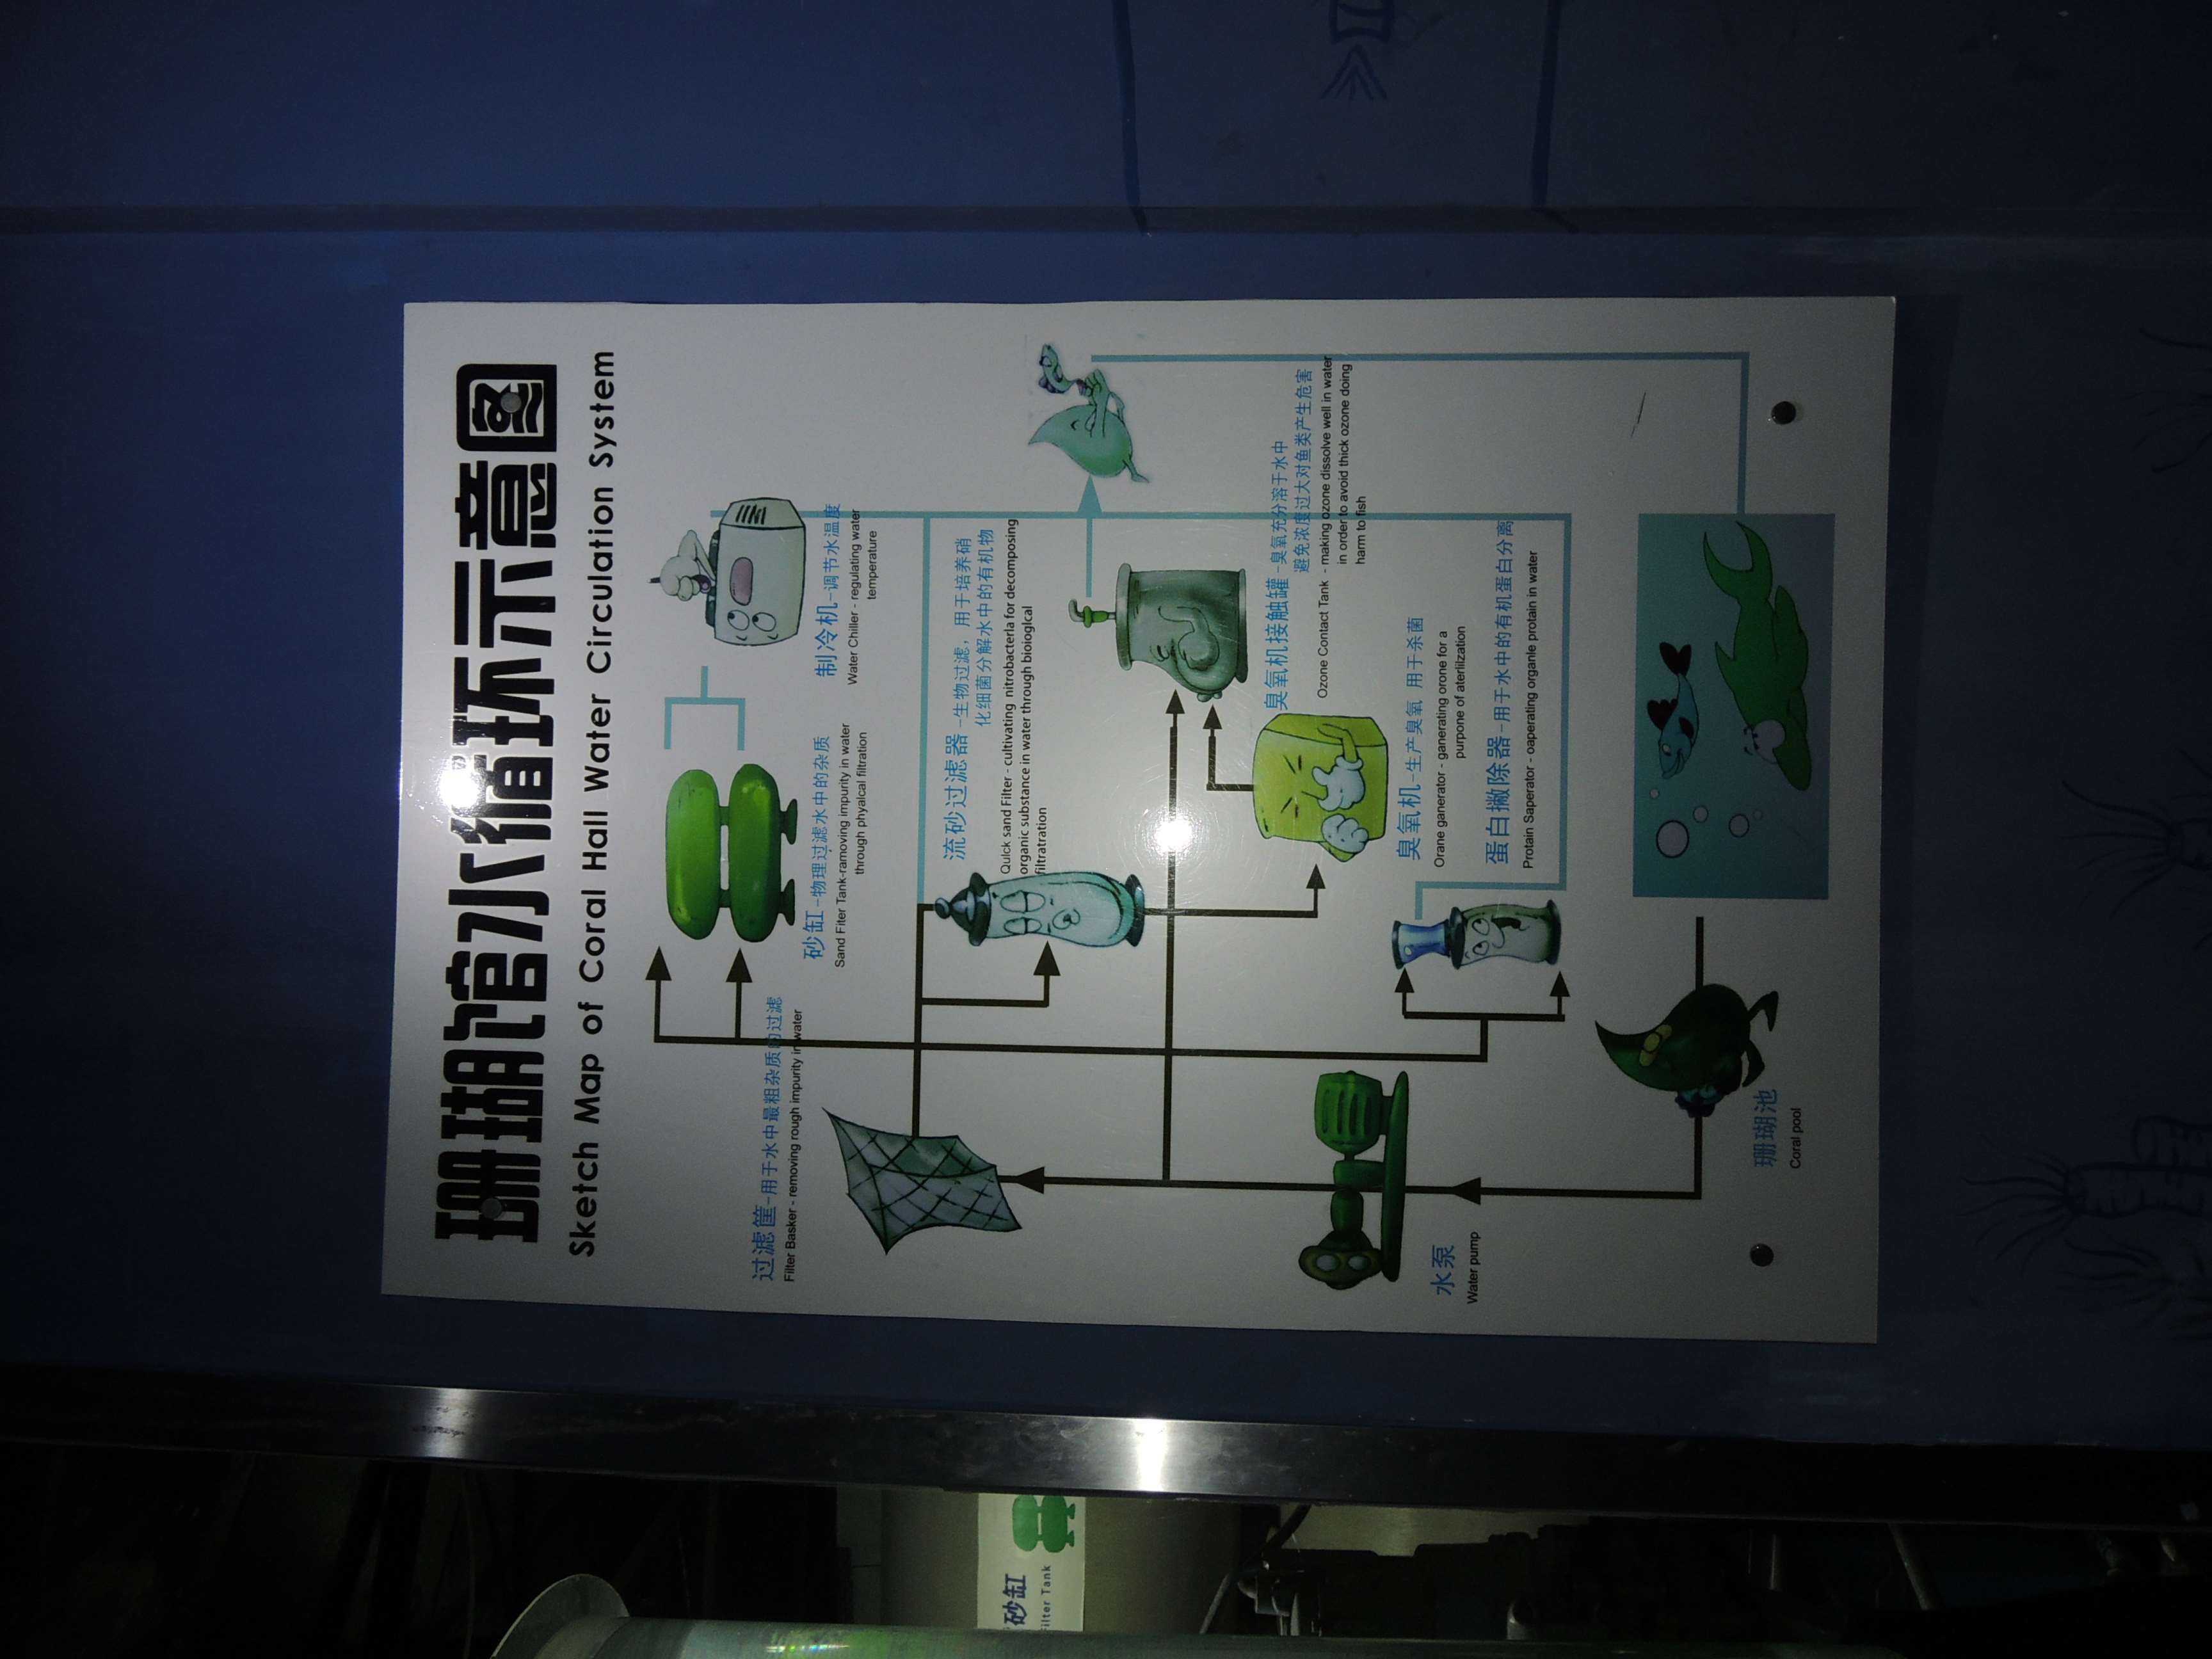 珊瑚馆水循环示意图
Sketch Map of Coral Hall Water Circulation System
过滤筐-用于水中最粗杂质的过滤
Filter Basker - removing rough impurity in water
砂缸-物理过滤水中的杂质
Sand Filter Tank-ramoving impurity in water
through phyalcal filtration
制冷机-调节水温度
Water Chiller - regulating water
temperature
流砂过滤器-生物过滤，用于培养硝
化细菌分解水中的有机物
Quick sand Filter - cultivating nitrobacteria for decomposing
organic substance in water through bioioglcal
filtratration
臭氧机接触罐-臭氧充分溶于水中
避免浓度过大对鱼类产生危害
Ozone Contact Tank - making ozone dissolve well in water
in order to avoid thick ozone doing
harm to fish
臭氧机-生产臭氧 用于杀菌
Orane ganerator - ganerating orone for a
purpone of aterlilzation
蛋白撇除器-用于水中的有机蛋白分离
Protain Saperator - oaperating organle protain in water
水泵
Water pump
珊瑚池
Coral pool
砂缸
Filter Tank